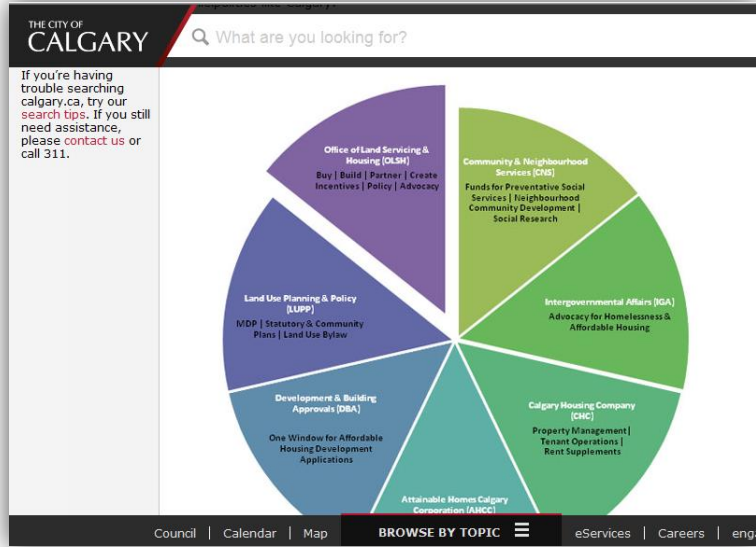 THE CITY OF
CALGARY
What are you looking for?
If you're having
trouble searching
calgary.ca, try our
search tips. If you still
need assistance,
please contact us or
call 311.
Office of Land Servicing &
Housing (OLSH)
Buy | Build | Partner | Create
Incentives | Policy | Advocacy
Community & Neighbourhood
Services (CNS)
Funds for Preventative Social
Services | Neighbourhood
Community Development |
Social Research
Intergovernmental Affairs (IGA)
Advocacy for Homelessness &
Affordable Housing
Land Use Planning & Policy
(LUPP)
MDP | Statutory & Community
Plans | Land Use Bylaw
Calgary Housing Company
(CHC)
Property Management|
Tenant Operations |
Rent Supplements
Development & Building
Approvals (DBA)
One Window for Affordable
Housing Development
Applications
Attainable Homes Calgary
Corporation (AHCC)
Council | Calendar | Map
BROWSE BY TOPIC
eServices | Careers | eng